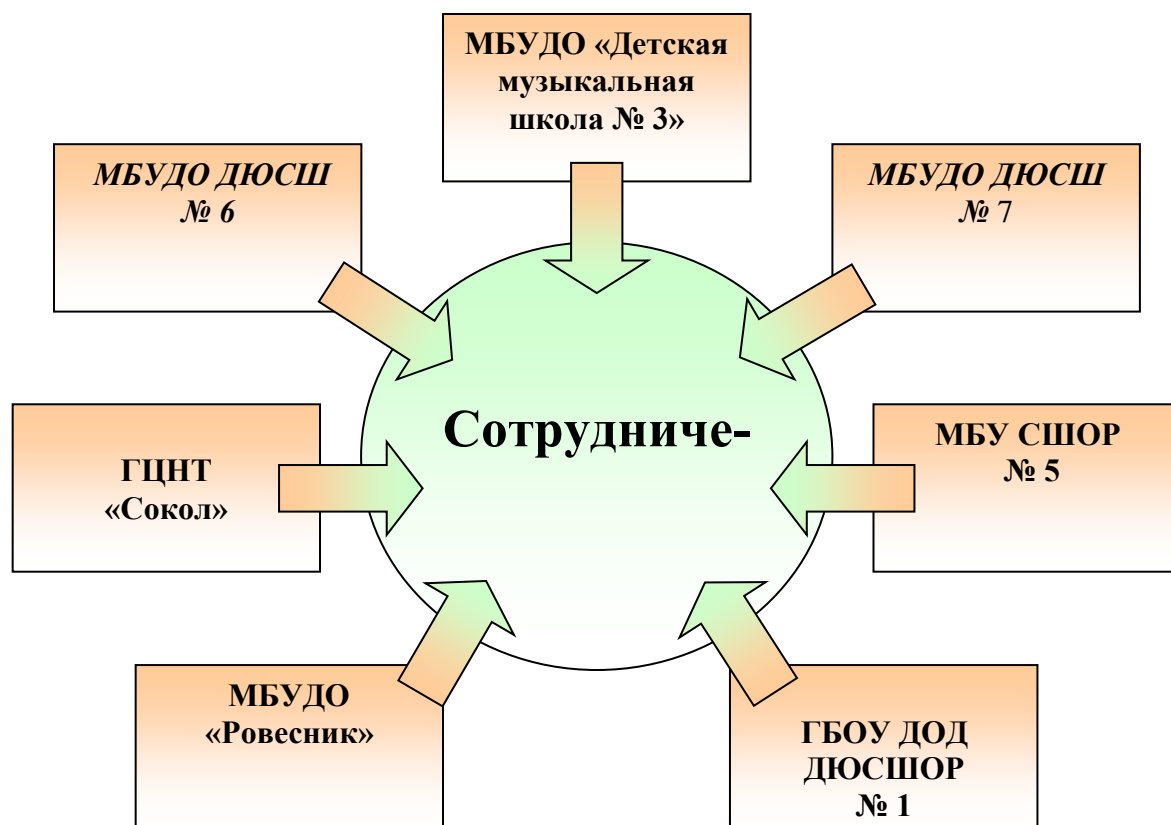 МБУДО «Детская
музыкальная
школа № 3»
МБУДО ДЮСШ
№ 6
МБУДО ДЮСШ
№ 7
Сотрудниче-
ГЦНТ
«Сокол»
МБУ СШОР
№ 5
МБУДО
«Ровесник»
ГБОУ ДОД
ДЮСШОР
№ 1